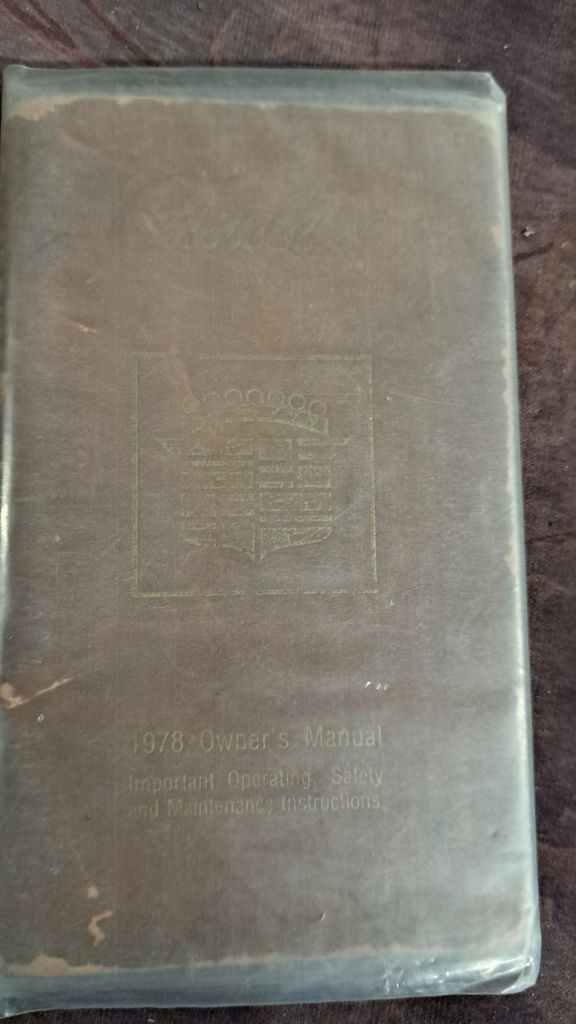 1978 Owner's Manual
Important Operating, Safety
and Maintenance Instructions